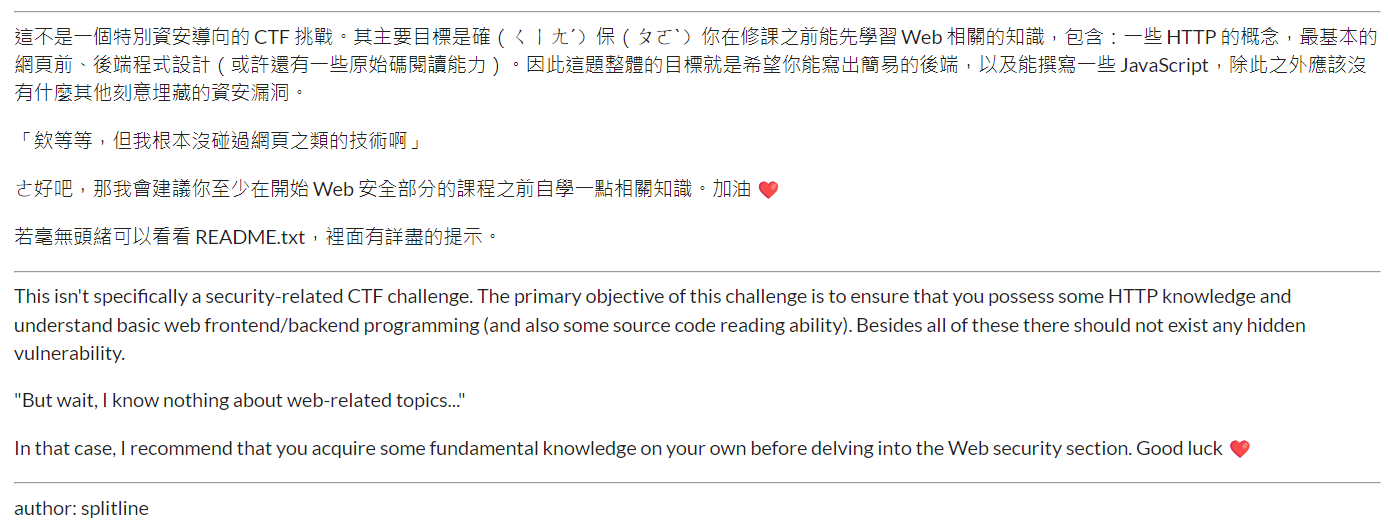 這不是一個特別資安導向的 CTF 挑戰。其主要目標是確（ㄑㄧㄤˊ）保（ㄆㄛˋ）你在修課之前能先學習 Web 相關的知識，包含：一些 HTTP 的概念，最基本的
網頁前、後端程式設計（或許還有一些原始碼閱讀能力）。因此這題整體的目標就是希望你能寫出簡易的後端，以及能撰寫一些 JavaScript，除此之外應該沒
有什麼其他刻意埋藏的資安漏洞。
「欸等等，但我根本沒碰過網頁之類的技術啊」
ㄜ好吧，那我會建議你至少在開始 Web 安全部分的課程之前自學一點相關知識。加油 ❤️
若毫無頭緒可以看看 README.txt，裡面有詳盡的提示。
This isn't specifically a security-related CTF challenge. The primary objective of this challenge is to ensure that you possess some HTTP knowledge and
understand basic web frontend/backend programming (and also some source code reading ability). Besides all of these there should not exist any hidden
vulnerability.
"But wait, I know nothing about web-related topics..."
In that case, I recommend that you acquire some fundamental knowledge on your own before delving into the Web security section. Good luck ❤️
author: splitline